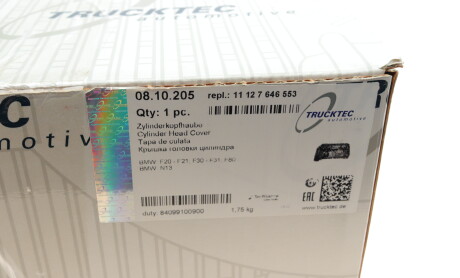 TRUCKTEC
automotive
08.10.205 repl.: 11 12 7 646 553
Qty: 1 pc.
Zylinderkopfhaube
Cylinder Head Cover
Tapa de culata
Крышка головки цилиндра
BMW F20 - F21, F30 - F31, F80
BMW N13
TRUCKTEC
automotive
EAC
duty: 84099100900 1,75 kg
www.trucktec.de